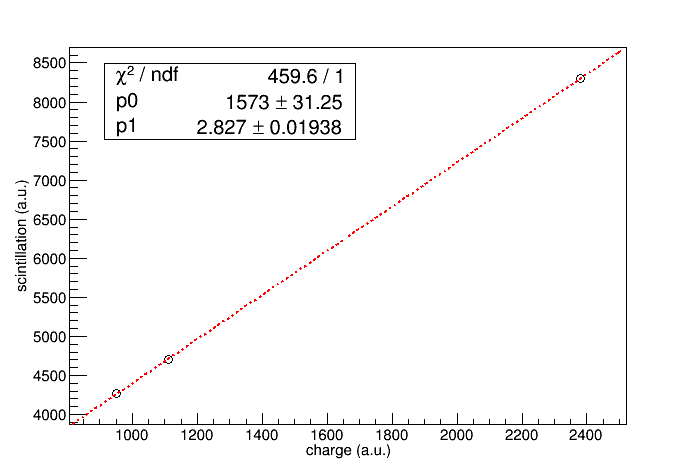 8500
8000
7500
7000
6500
6000
5500
5000
4500
4000
scintillation (a.u.)
χ² / ndf 459.6 / 1
p0 1573 ± 31.25
p1 2.827 ± 0.01938
1000 1200 1400 1600 1800 2000 2200 2400
charge (a.u.)